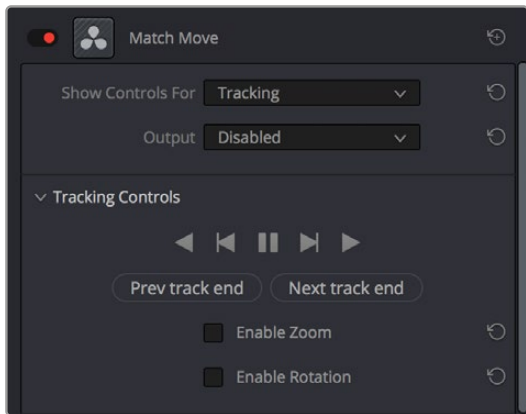 Match Move
Show Controls For Tracking
Output Disabled
Tracking Controls
Prev track end Next track end
Enable Zoom
Enable Rotation